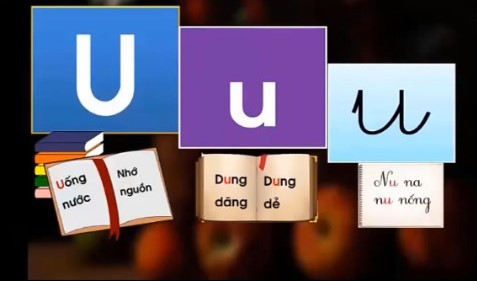 U
u
u
Uống
nước
Nhớ
nguồn
Dung
dăng
Dung
dẻ
Nu na
nu nống